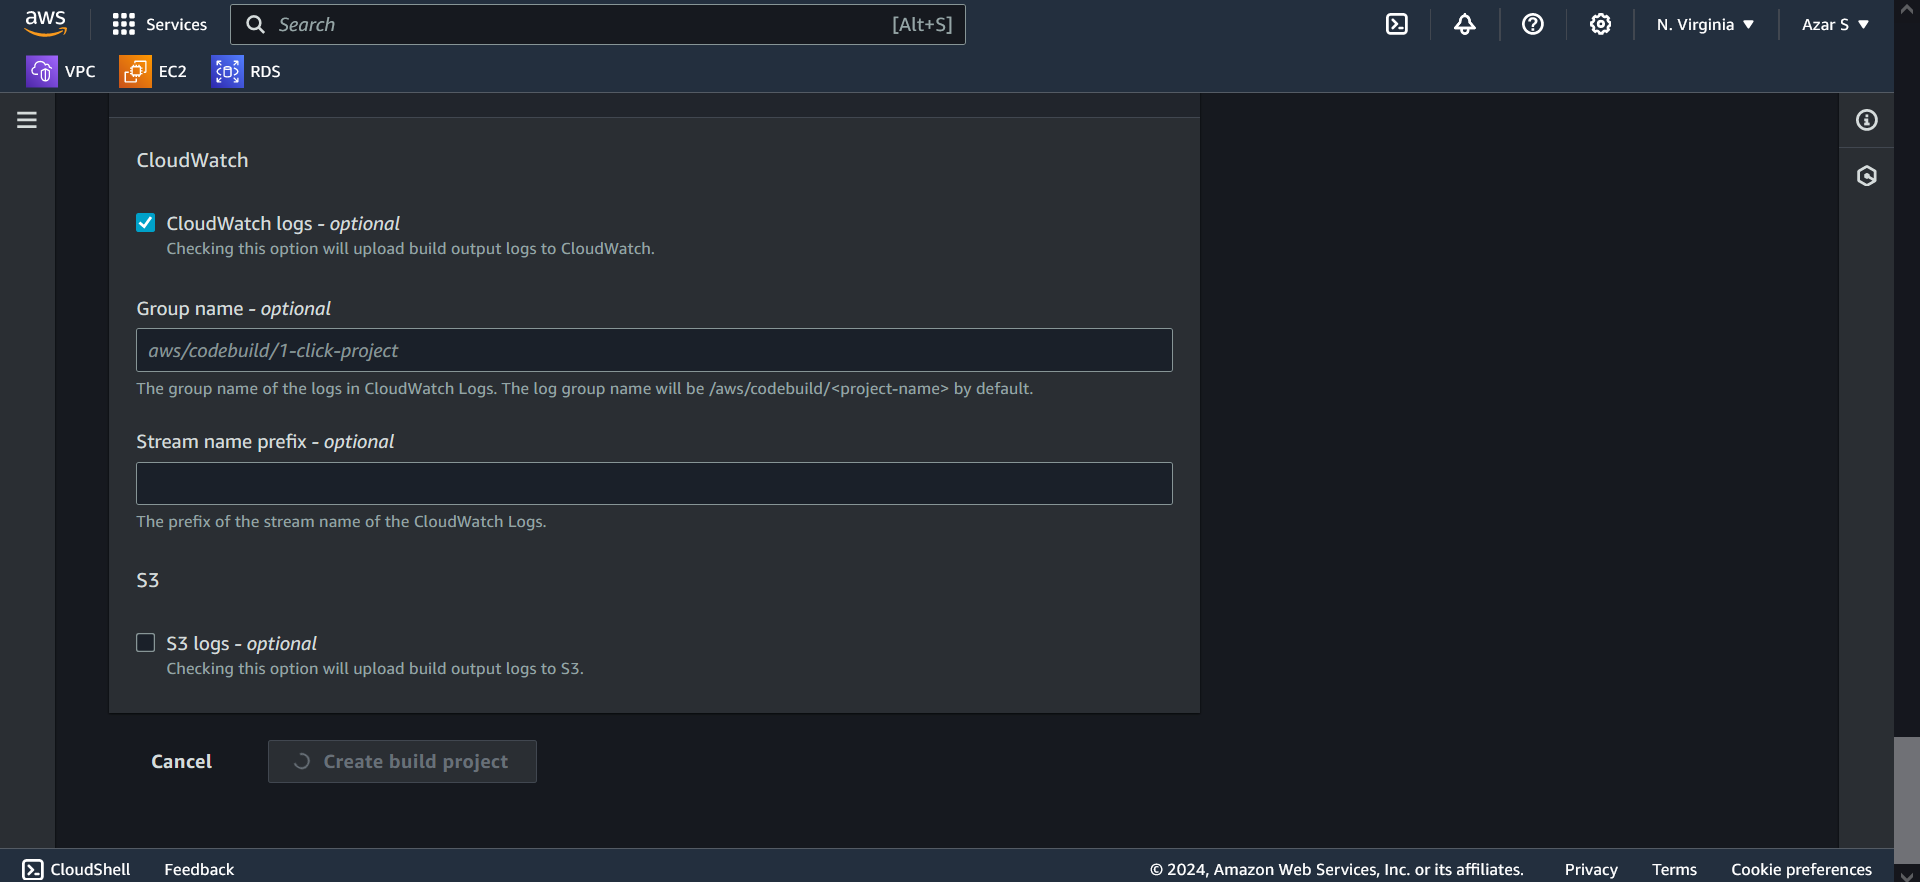 aws
Services
Search
[Alt+S]
N. Virginia
Azar S
VPC
EC2
RDS
CloudWatch
CloudWatch logs - optional
Checking this option will upload build output logs to CloudWatch.
Group name - optional
aws/codebuild/1-click-project
The group name of the logs in CloudWatch Logs. The log group name will be /aws/codebuild/<project-name> by default.
Stream name prefix - optional
The prefix of the stream name of the CloudWatch Logs.
S3
S3 logs - optional
Checking this option will upload build output logs to S3.
Cancel
Create build project
CloudShell
Feedback
© 2024, Amazon Web Services, Inc. or its affiliates.
Privacy
Terms
Cookie preferences